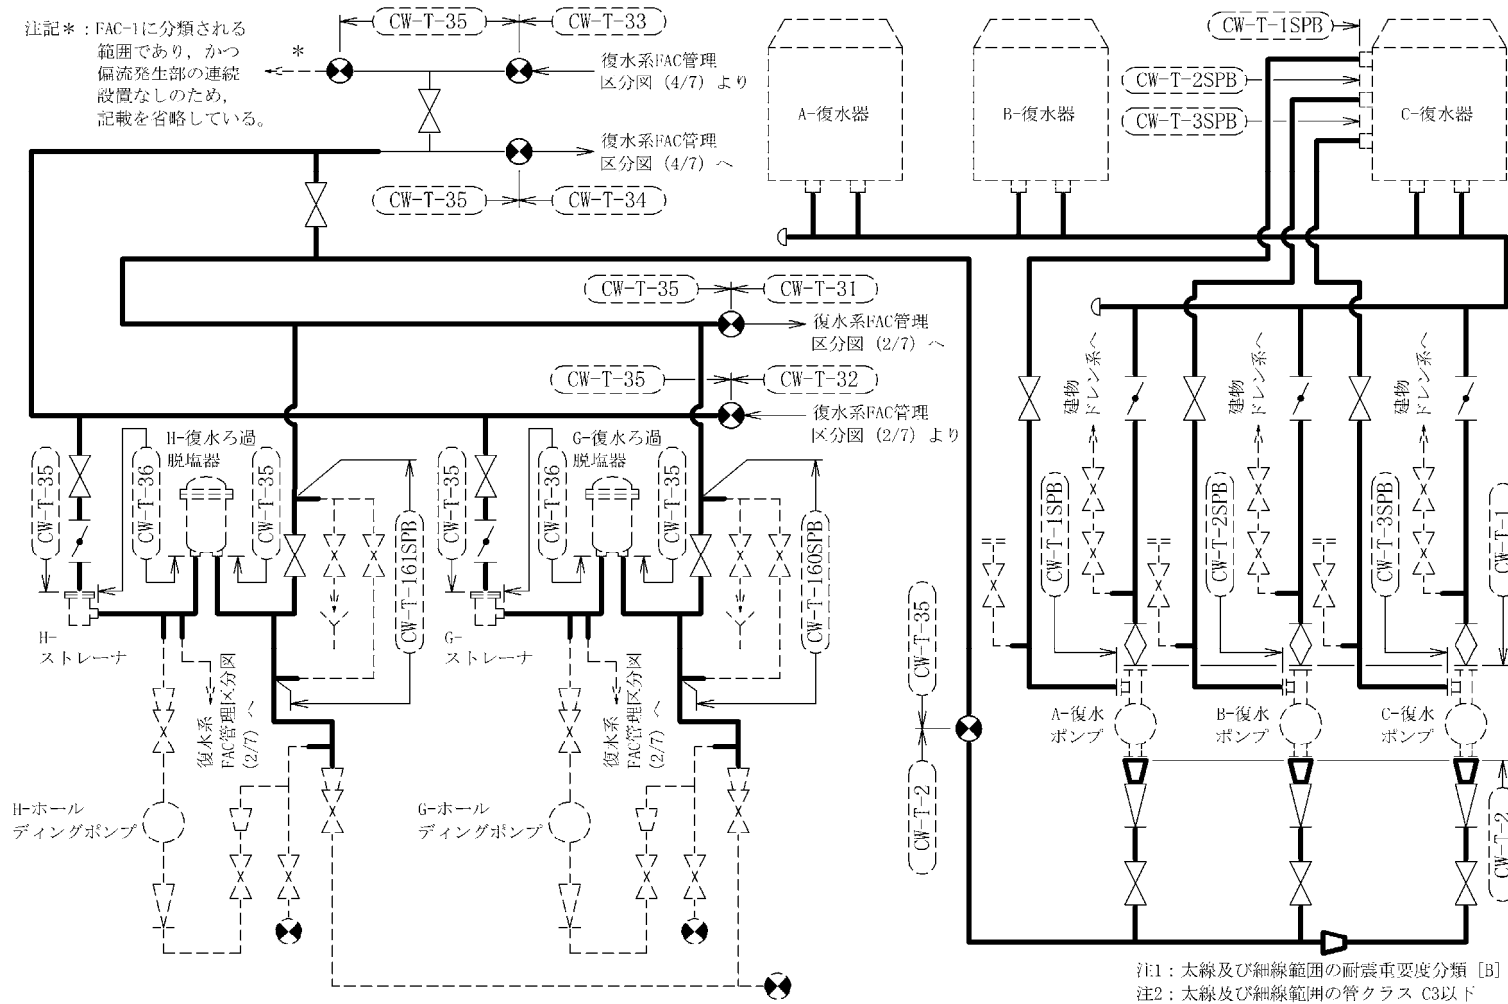 注記＊：FAC-1に分類される
範囲であり，かつ
偏流発生部の連続
設置なしのため，
記載を省略している。
＊
CW-T-35
CW-T-33
復水系FAC管理
区分図（4/7）より
復水系FAC管理
区分図（4/7）へ
CW-T-35
CW-T-34
A-復水器
B-復水器
C-復水器
CW-T-1SPB
CW-T-2SPB
CW-T-3SPB
CW-T-35
CW-T-31
復水系FAC管理
区分図（2/7）へ
CW-T-35
CW-T-32
復水系FAC管理
区分図（2/7）より
CW-T-35
CW-T-36
H-復水ろ過
脱塩器
CW-T-35
CW-T-161SPB
H-
ストレーナ
復水系
FAC管理区分図
（2/7）へ
H-ホール
ディングポンプ
CW-T-35
CW-T-36
G-復水ろ過
脱塩器
CW-T-35
CW-T-160SPB
G-
ストレーナ
復水系
FAC管理区分図
（2/7）へ
G-ホール
ディングポンプ
CW-T-35
CW-T-2
建物
ドレン系へ
建物
ドレン系へ
建物
ドレン系へ
CW-T-1SPB
CW-T-2SPB
CW-T-3SPB
CW-T-1
A-復水
ポンプ
B-復水
ポンプ
C-復水
ポンプ
CW-T-2
注1：太線及び細線範囲の耐震重要度分類［B］
注2：太線及び細線範囲の管クラス C3以下